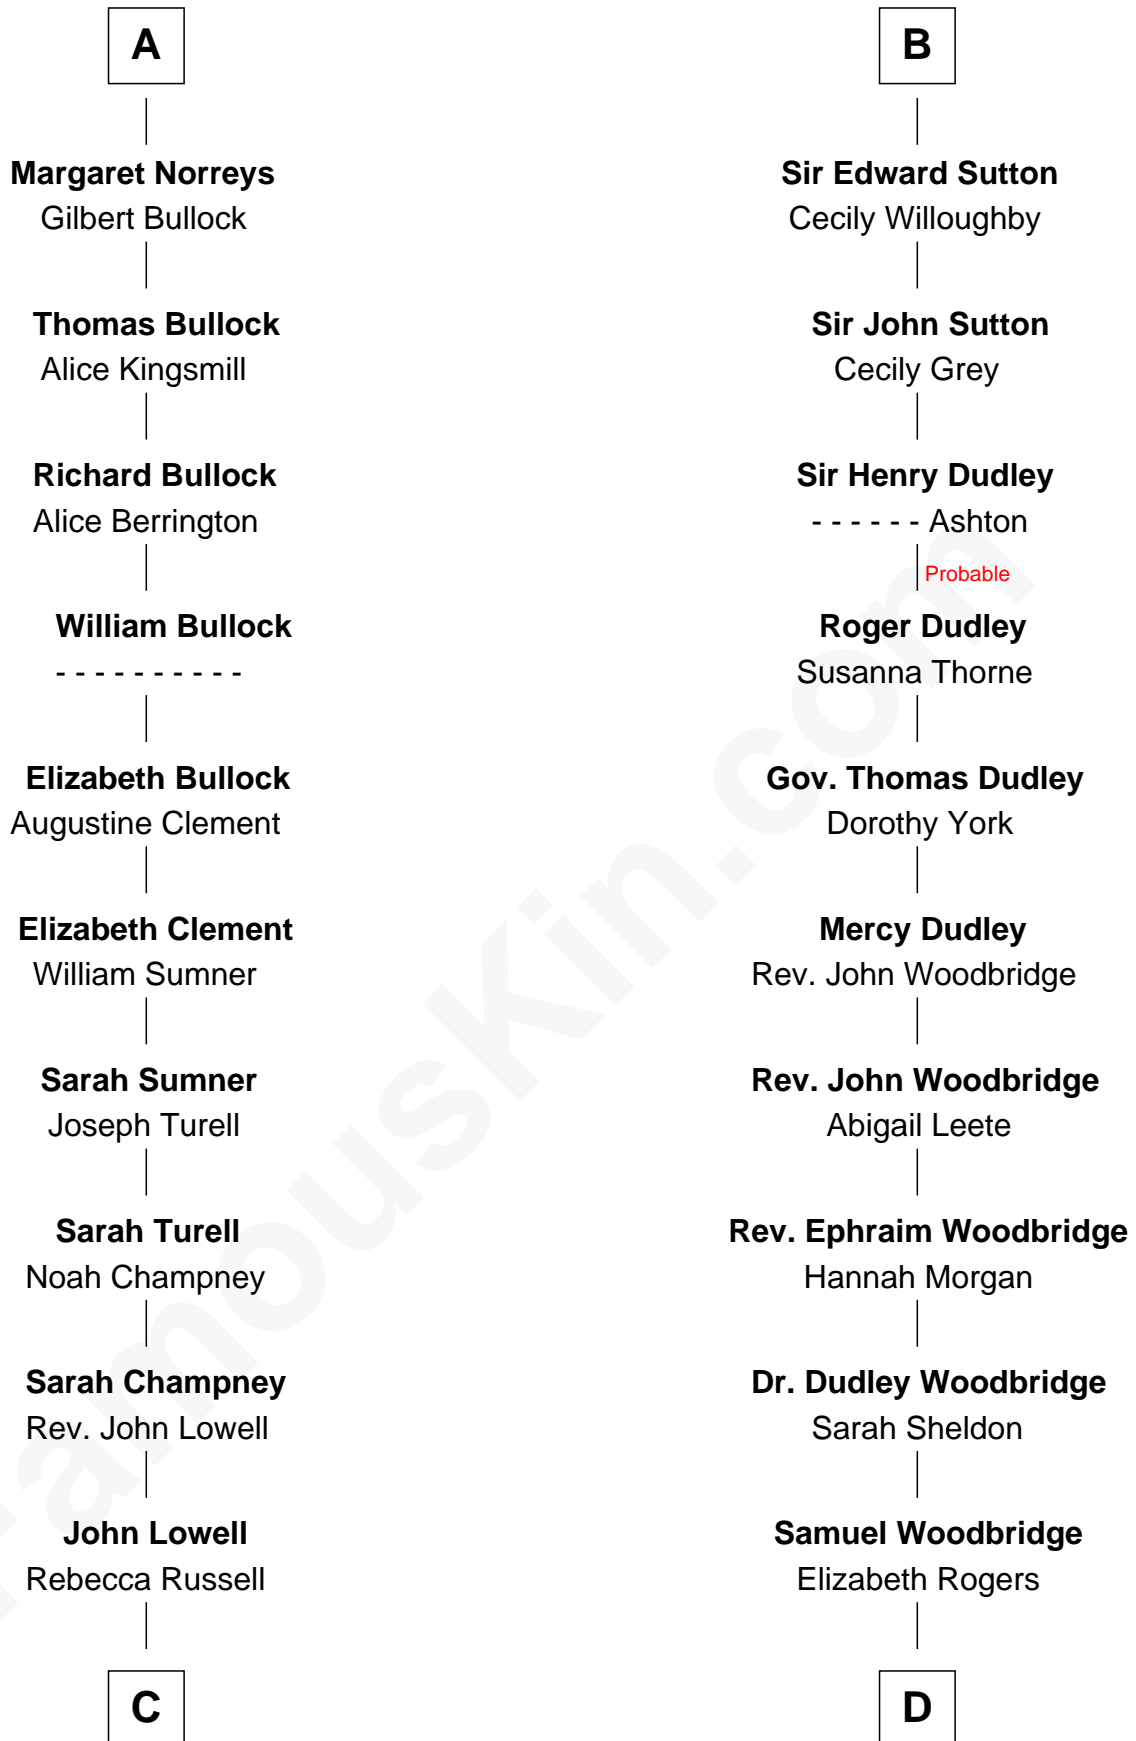 A
Margaret Norreys
Gilbert Bullock
Thomas Bullock
Alice Kingsmill
Richard Bullock
Alice Berrington
William Bullock
- - - - - - - - - -
Elizabeth Bullock
Augustine Clement
Elizabeth Clement
William Sumner
Sarah Sumner
Joseph Turell
Sarah Turell
Noah Champney
Sarah Champney
Rev. John Lowell
John Lowell
Rebecca Russell
C
B
Sir Edward Sutton
Cecily Willoughby
Sir John Sutton
Cecily Grey
Sir Henry Dudley
- - - - - - Ashton
Probable
Roger Dudley
Susanna Thorne
Gov. Thomas Dudley
Dorothy York
Mercy Dudley
Rev. John Woodbridge
Rev. John Woodbridge
Abigail Leete
Rev. Ephraim Woodbridge
Hannah Morgan
Dr. Dudley Woodbridge
Sarah Sheldon
Samuel Woodbridge
Elizabeth Rogers
D
FamousKin.com